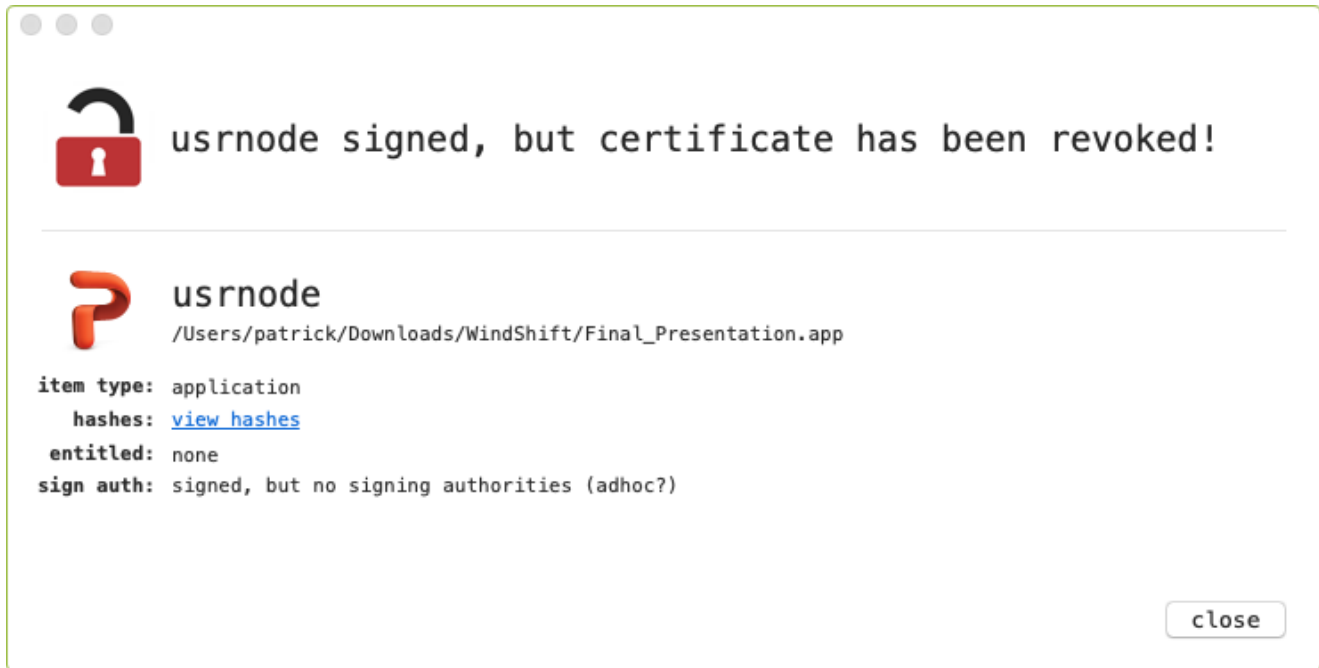 usrnode signed, but certificate has been revoked!
usrnode
/Users/patrick/Downloads/WindShift/Final_Presentation.app
item type: application
hashes: view hashes
entitled: none
sign auth: signed, but no signing authorities (adhoc?)
close